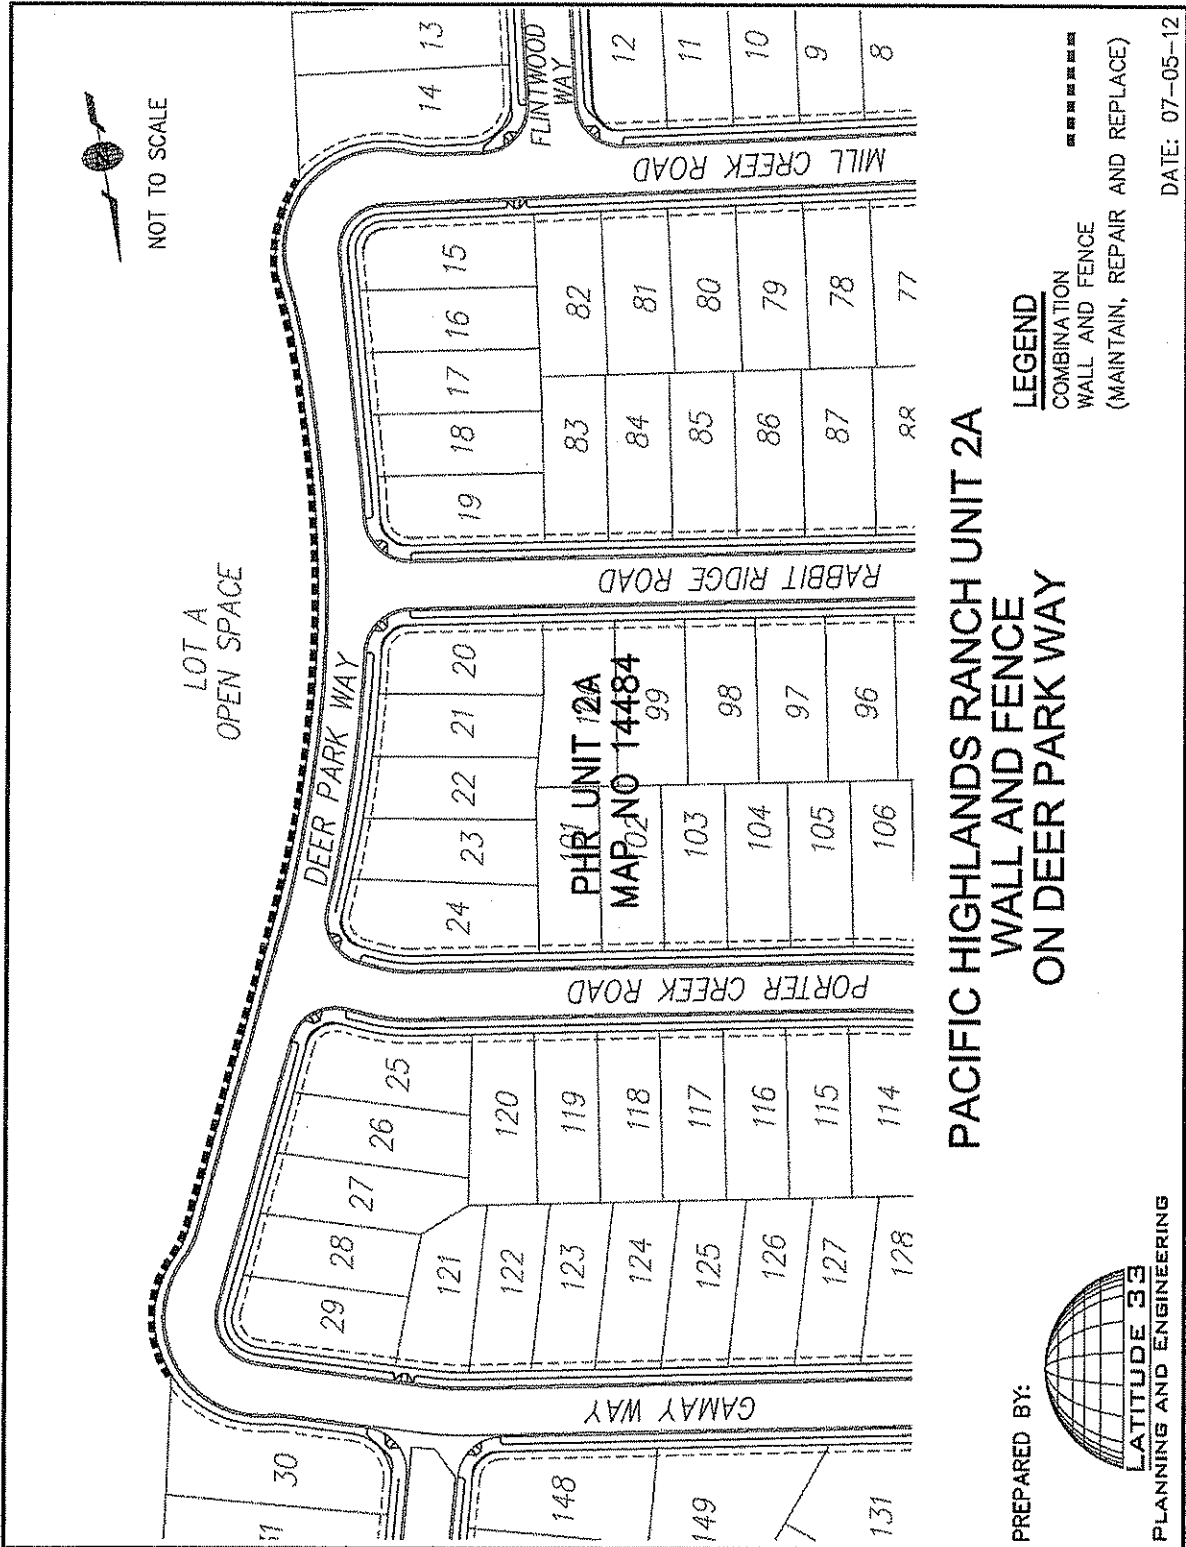 NOT TO SCALE
LOT A
OPEN SPACE
DEER PARK WAY
FLINTWOOD
WAY
MILL CREEK ROAD
RABBIT RIDGE ROAD
PORTER CREEK ROAD
GAMAY WAY
30
29
28
27
26
25
24
23
22
21
20
19
18
17
16
15
14
13
12
11
10
9
8
148
149
131
121
122
123
124
125
126
127
128
120
119
118
117
116
115
114
101
102
103
104
105
106
99
98
97
96
83
84
85
86
87
88
82
81
80
79
78
77
PHR UNIT 2A
MAP NO 14484
PACIFIC HIGHLANDS RANCH UNIT 2A
WALL AND FENCE
ON DEER PARK WAY
LEGEND
COMBINATION
WALL AND FENCE
(MAINTAIN, REPAIR AND REPLACE)
PREPARED BY:
LATITUDE 33
PLANNING AND ENGINEERING
DATE: 07-05-12